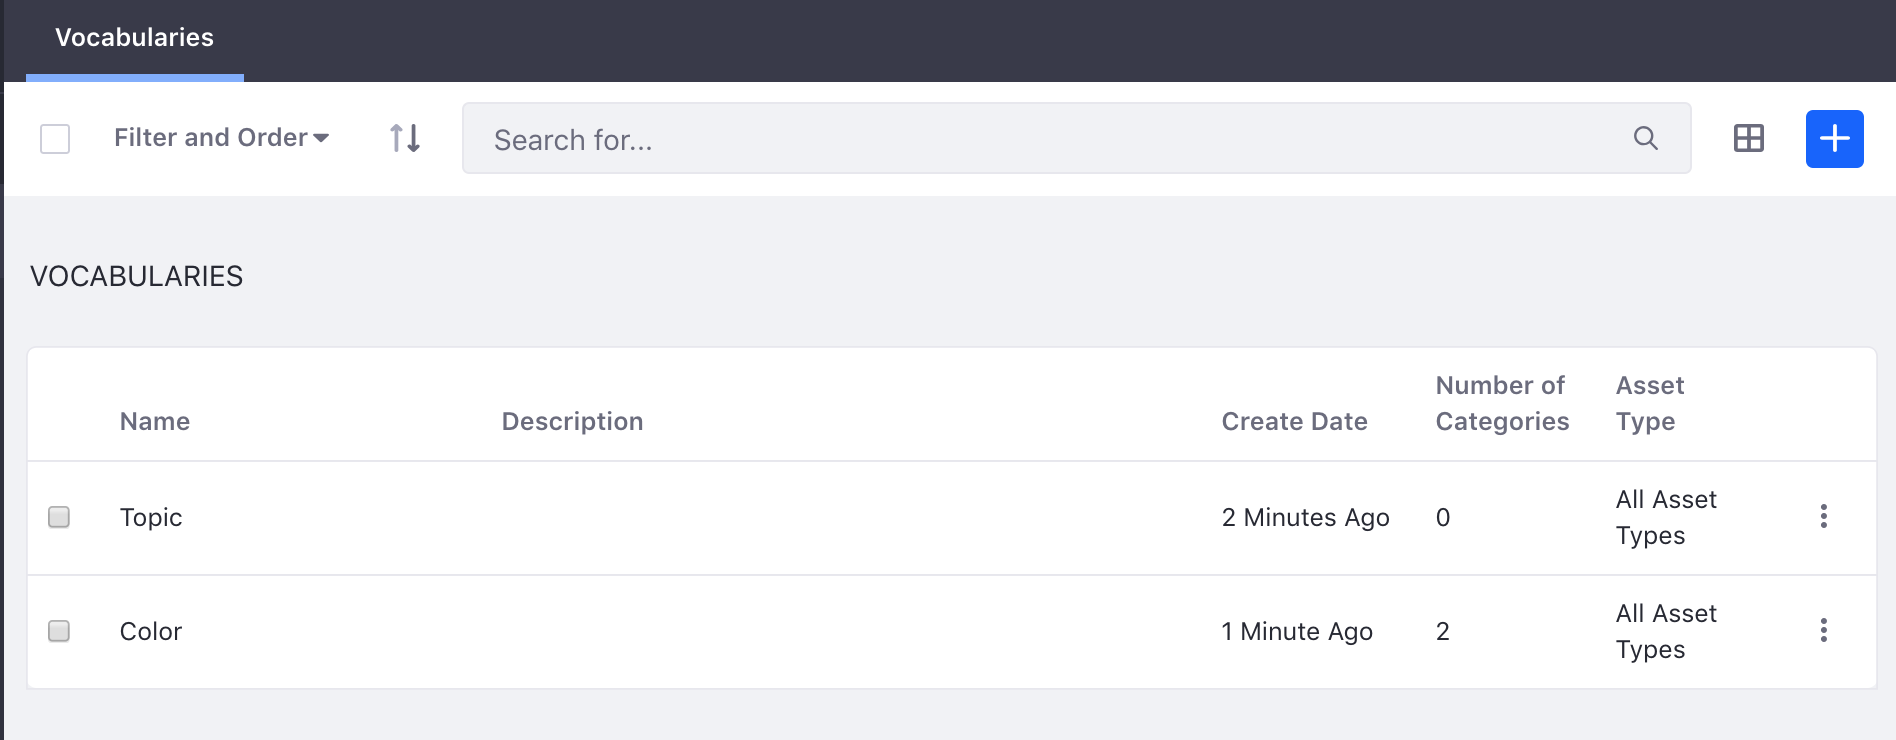 Vocabularies
Filter and Order
Search for...
VOCABULARIES
Name Description Create Date Number of Categories Asset Type
Topic 2 Minutes Ago 0 All Asset Types
Color 1 Minute Ago 2 All Asset Types